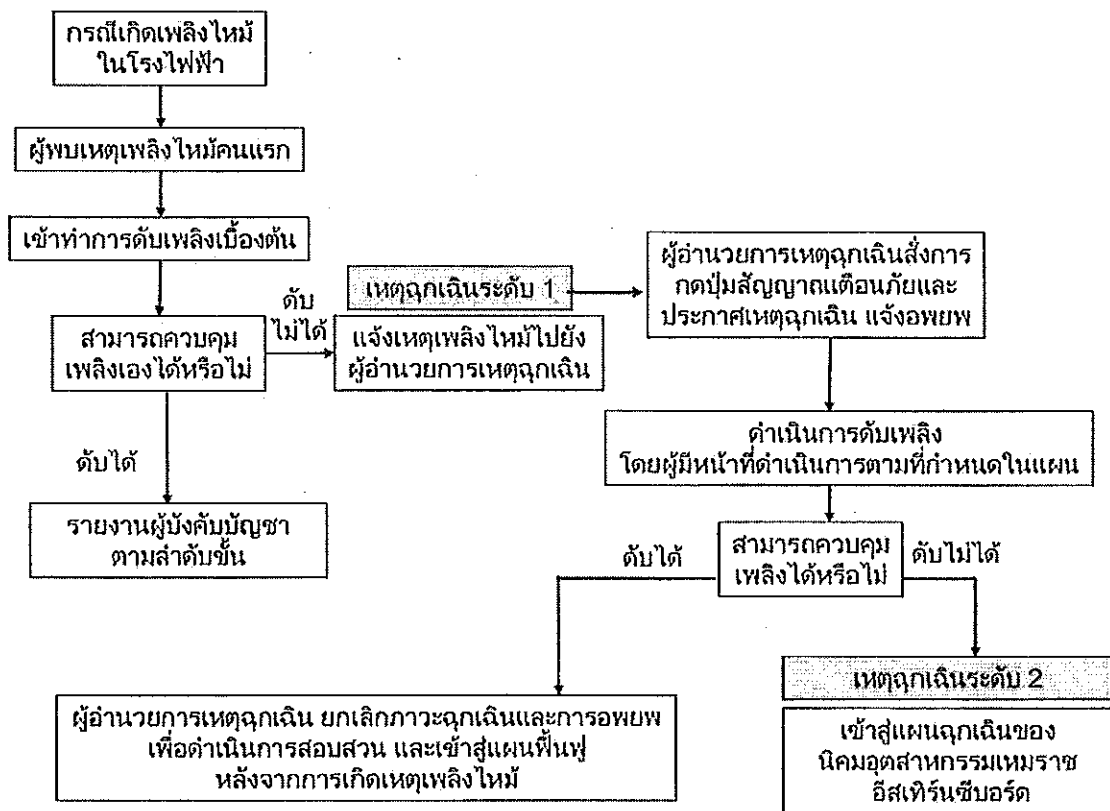 กรณีเกิดเพลิงไหม้
ในโรงไฟฟ้า
ผู้พบเหตุเพลิงไหม้คนแรก
เข้าทำการดับเพลิงเบื้องต้น
สามารถควบคุม
เพลิงเองได้หรือไม่
ดับ
ไม่ได้
ดับได้
รายงานผู้บังคับบัญชา
ตามลำดับขั้น
เหตุฉุกเฉินระดับ 1
แจ้งเหตุเพลิงไหม้ไปยัง
ผู้อำนวยการเหตุฉุกเฉิน
ผู้อำนวยการเหตุฉุกเฉินสั่งการ
กดปุ่มสัญญาณเตือนภัยและ
ประกาศเหตุฉุกเฉิน แจ้งอพยพ
ดำเนินการดับเพลิง
โดยผู้มีหน้าที่ดำเนินการตามที่กำหนดในแผน
สามารถควบคุม
เพลิงได้หรือไม่
ดับได้
ดับไม่ได้
ผู้อำนวยการเหตุฉุกเฉิน ยกเลิกภาวะฉุกเฉินและการอพยพ
เพื่อดำเนินการสอบสวน และเข้าสู่แผนฟื้นฟู
หลังจากการเกิดเหตุเพลิงไหม้
เหตุฉุกเฉินระดับ 2
เข้าสู่แผนฉุกเฉินของ
นิคมอุตสาหกรรมเหมราช
อีสเทิร์นซีบอร์ด